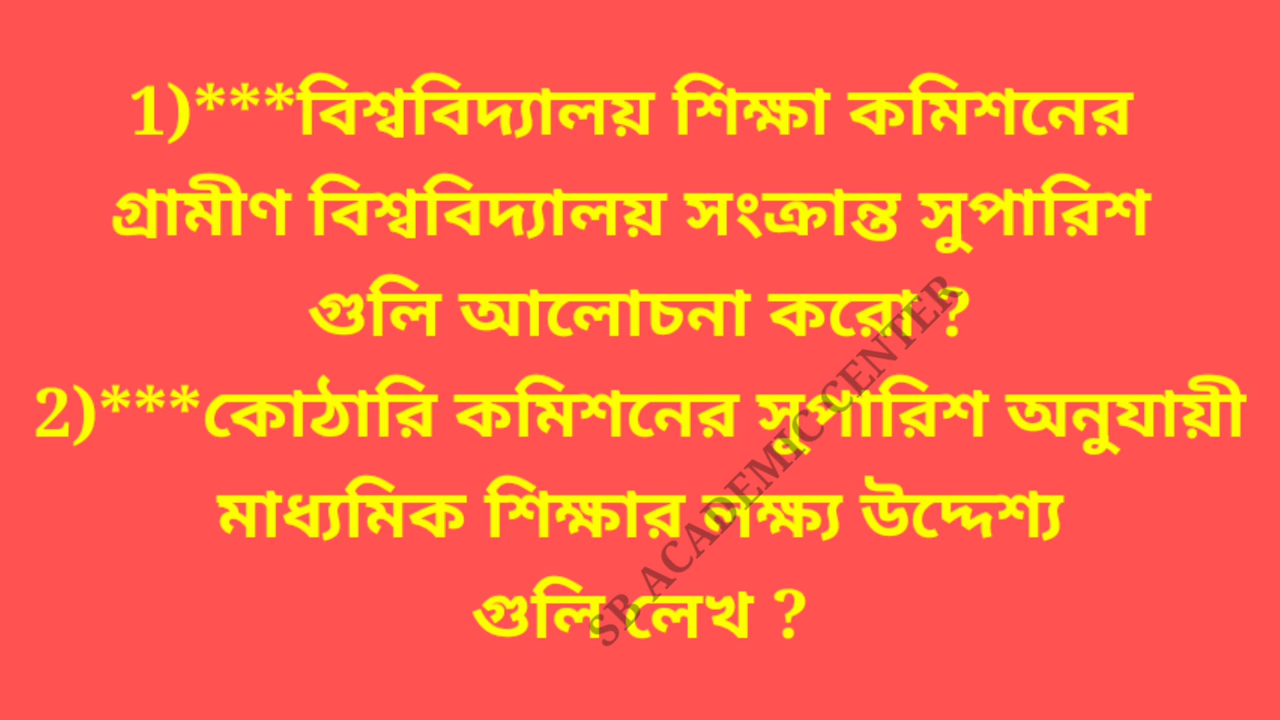 1)***বিশ্ববিদ্যালয় শিক্ষা কমিশনের
গ্রামীণ বিশ্ববিদ্যালয় সংক্রান্ত সুপারিশ
গুলি আলোচনা করো ?
2)***কোঠারি কমিশনের সুপারিশ অনুযায়ী
মাধ্যমিক শিক্ষার লক্ষ্য উদ্দেশ্য
গুলি লেখ ?
SB ACADEMIC CENTER